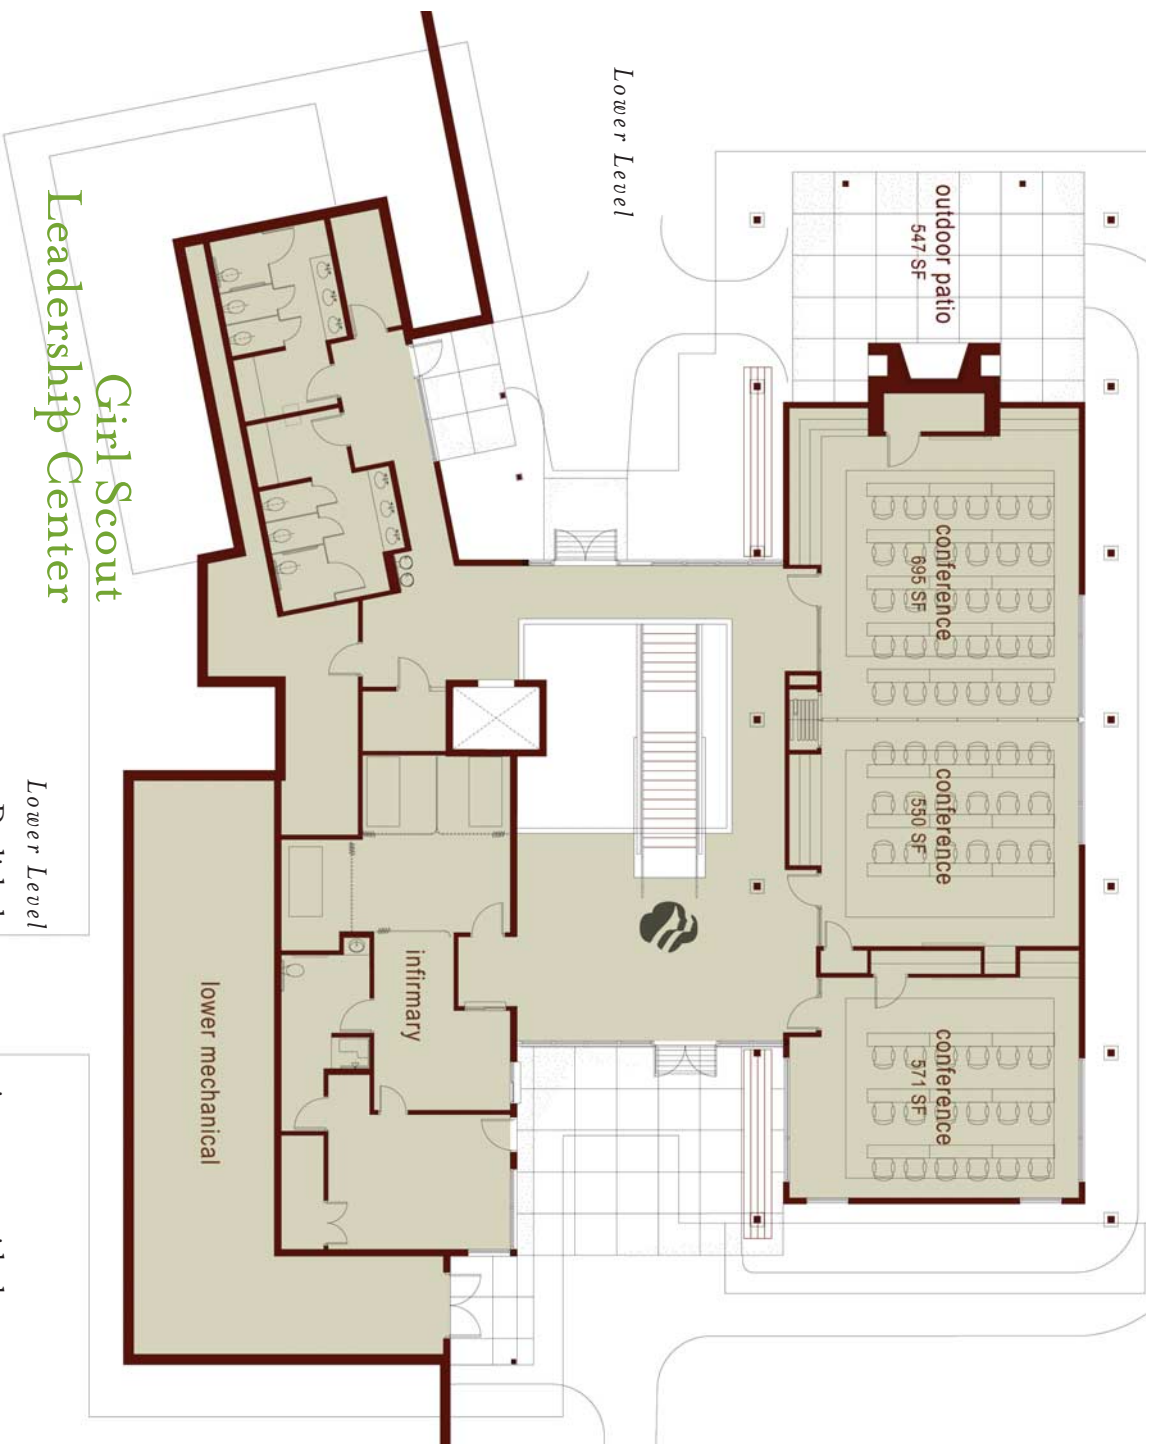 Lower Level
outdoor patio
547 SF
conference
695 SF
conference
550 SF
conference
571 SF
infirmary
lower mechanical
Girl Scout
Leadership Center
Lower Level